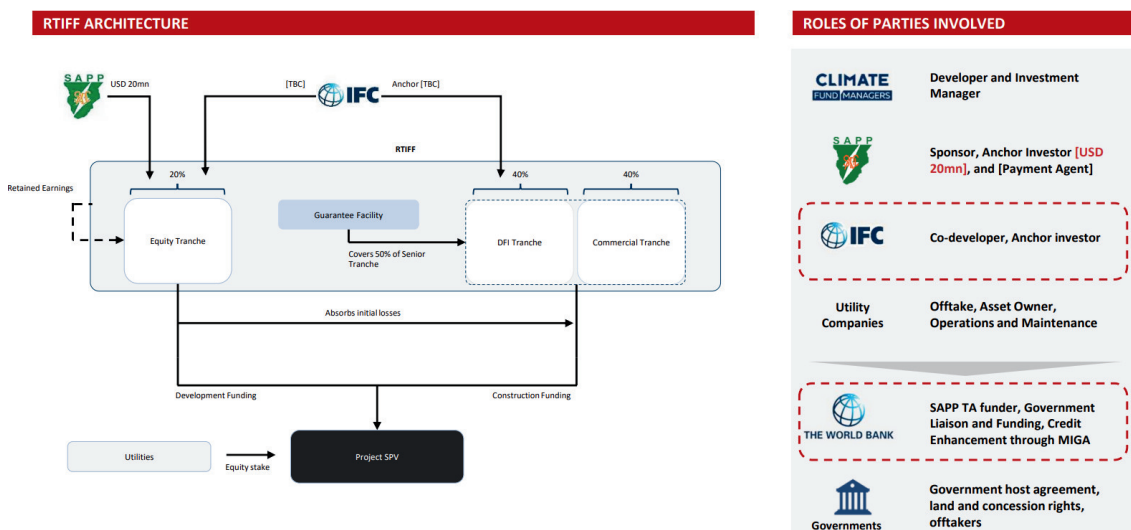 RTIFF ARCHITECTURE
SAPP
USD 20mn
[TBC]
IFC
Anchor [TBC]
RTIFF
20%
40%
40%
Retained Earnings
Equity Tranche
Guarantee Facility
Covers 50% of Senior
Tranche
DFI Tranche
Commercial Tranche
Absorbs initial losses
Development Funding
Construction Funding
Utilities
Equity stake
Project SPV
ROLES OF PARTIES INVOLVED
CLIMATE
FUND MANAGERS
Developer and Investment
Manager
SAPP
Sponsor, Anchor Investor [USD
20mn], and [Payment Agent]
IFC
Co-developer, Anchor investor
Utility
Companies
Offtake, Asset Owner,
Operations and Maintenance
THE WORLD BANK
SAPP TA funder, Government
Liaison and Funding, Credit
Enhancement through MIGA
Governments
Government host agreement,
land and concession rights,
offtakers